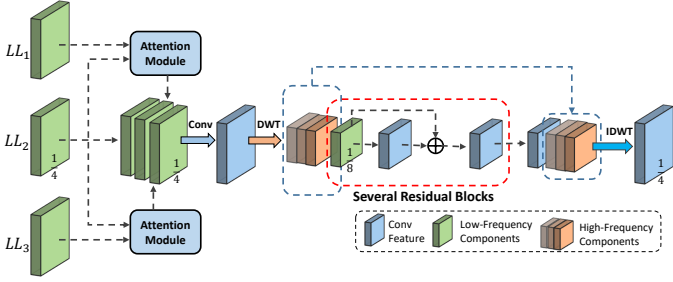 LL1
Attention
Module
LL2
1/4
1/4
Conv
DWT
1/8
IDWT
1/4
Several Residual Blocks
LL3
Attention
Module
Conv
Feature
Low-Frequency
Components
High-Frequency
Components